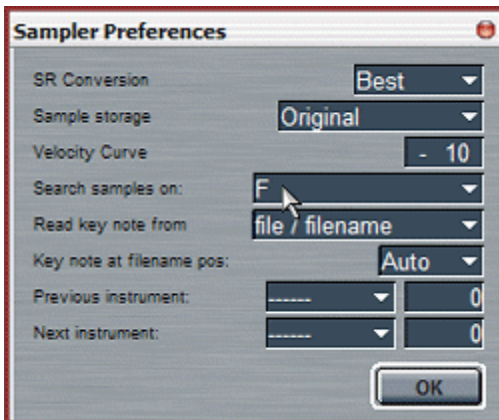 Sampler Preferences
SR Conversion Best
Sample storage Original
Velocity Curve - 10
Search samples on: F
Read key note from file / filename
Key note at filename pos: Auto
Previous instrument: ------ 0
Next instrument: ------ 0
OK